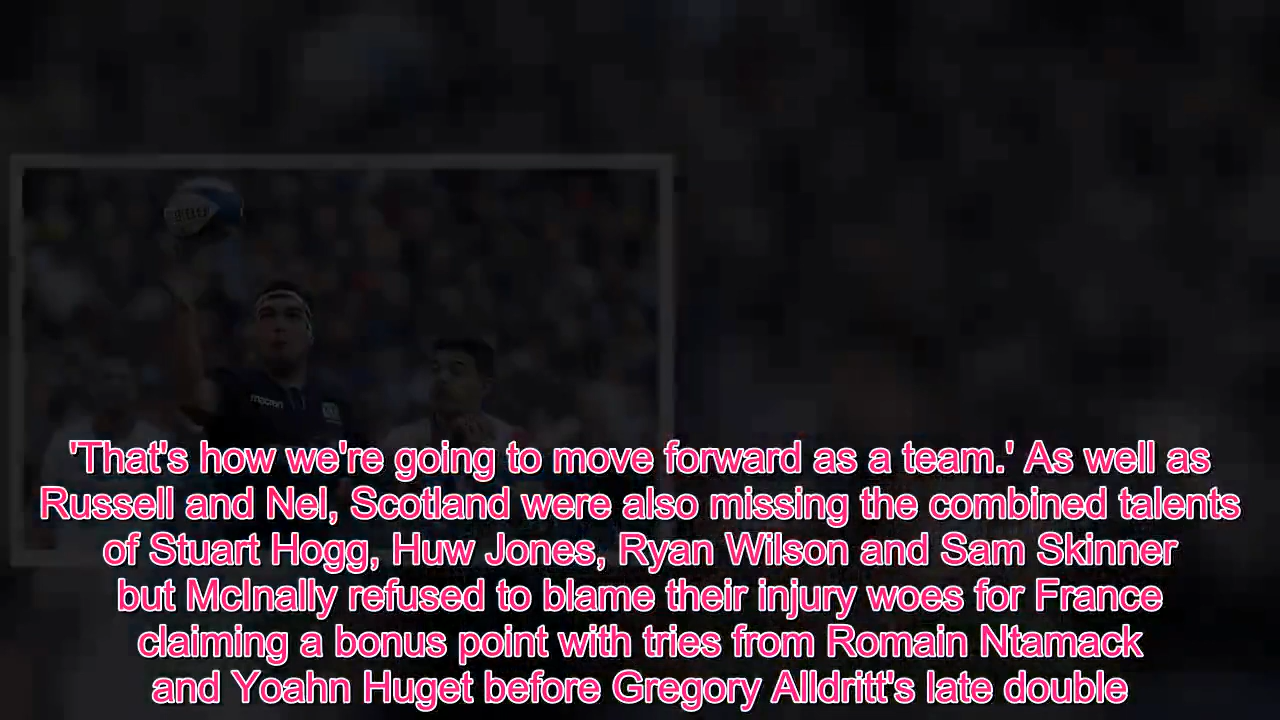 macron
'That's how we're going to move forward as a team.' As well as
Russell and Nel, Scotland were also missing the combined talents
of Stuart Hogg, Huw Jones, Ryan Wilson and Sam Skinner
but McInally refused to blame their injury woes for France
claiming a bonus point with tries from Romain Ntamack
and Yoahn Huget before Gregory Alldritt's late double